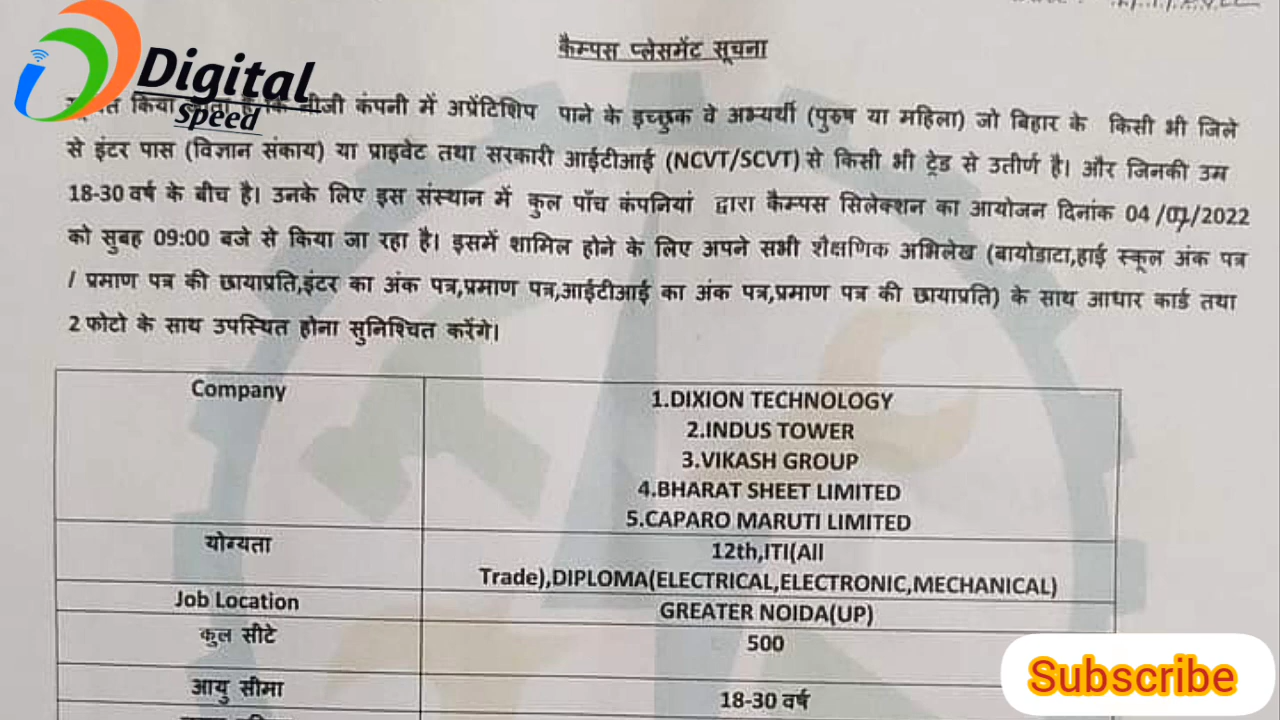 Digital
speed
कैम्पस प्लेसमेंट सूचना
किया जाता है कि नीजी कंपनी में अप्रेंटिशिप पाने के इच्छुक वे अभ्यर्थी (पुरुष या महिला) जो बिहार के किसी भी जिले
से इंटर पास (विज्ञान संकाय) या प्राइवेट तथा सरकारी आईटीआई (NCVT/SCVT) से किसी भी ट्रेड से उतीर्ण है। और जिनकी उम
18-30 वर्ष के बीच है। उनके लिए इस संस्थान में कुल पाँच कंपनियां द्वारा कैम्पस सिलेक्शन का आयोजन दिनांक 04/07/2022
को सुबह 09:00 बजे से किया जा रहा है। इसमें शामिल होने के लिए अपने सभी शैक्षणिक अभिलेख (बायोडाटा,हाई स्कूल अंक पत्र
/ प्रमाण पत्र की छायाप्रति,इंटर का अंक पत्र,प्रमाण पत्र,आईटीआई का अंक पत्र,प्रमाण पत्र की छायाप्रति) के साथ आधार कार्ड तथा
2 फोटो के साथ उपस्थित होना सुनिश्चित करेंगे।
Company
1.DIXION TECHNOLOGY
2.INDUS TOWER
3.VIKASH GROUP
4.BHARAT SHEET LIMITED
5.CAPARO MARUTI LIMITED
योग्यता
12th,ITI(All
Trade),DIPLOMA(ELECTRICAL,ELECTRONIC,MECHANICAL)
Job Location
GREATER NOIDA(UP)
कुल सीटे
500
आयु सीमा
18-30 वर्ष
Subscribe